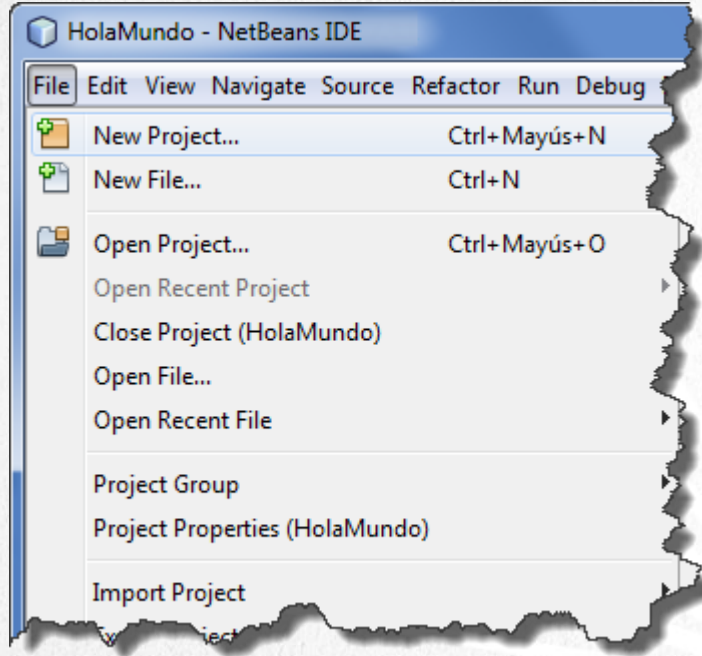 HolaMundo - NetBeans IDE
File Edit View Navigate Source Refactor Run Debug
New Project... Ctrl+Mayús+N
New File... Ctrl+N
Open Project... Ctrl+Mayús+O
Open Recent Project
Close Project (HolaMundo)
Open File...
Open Recent File
Project Group
Project Properties (HolaMundo)
Import Project